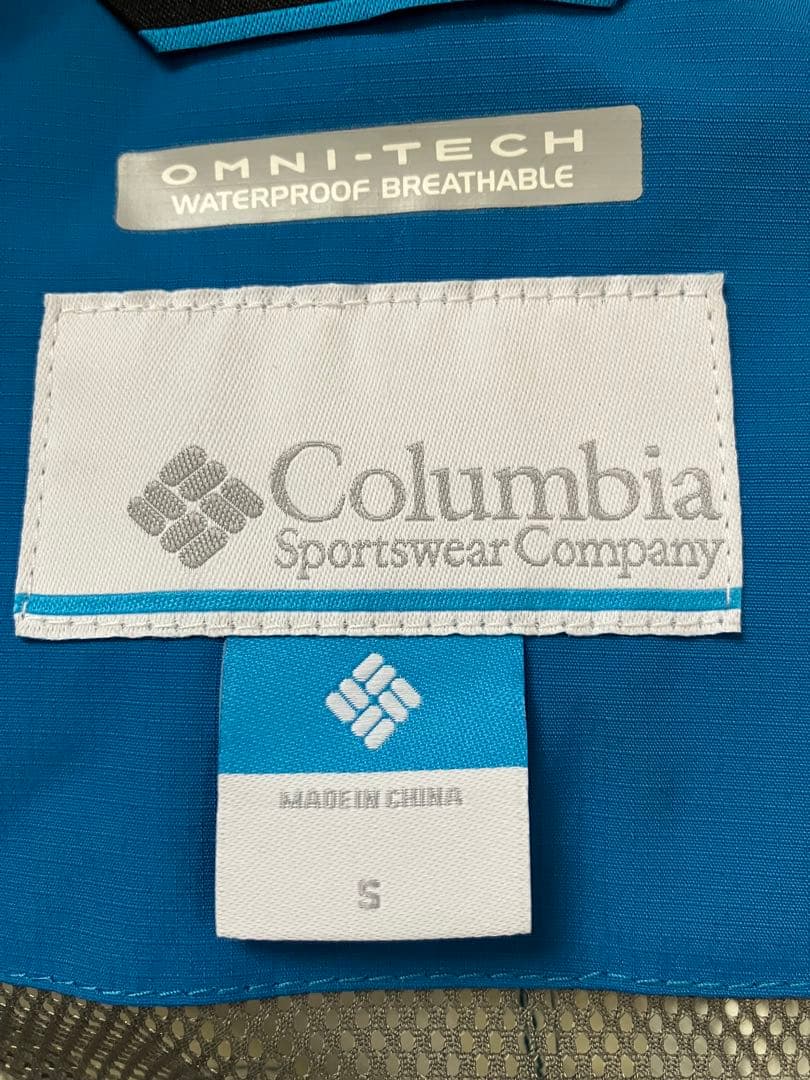 OMNI-TECH
WATERPROOF BREATHABLE
Columbia
Sportswear Company
MADE IN CHINA
S